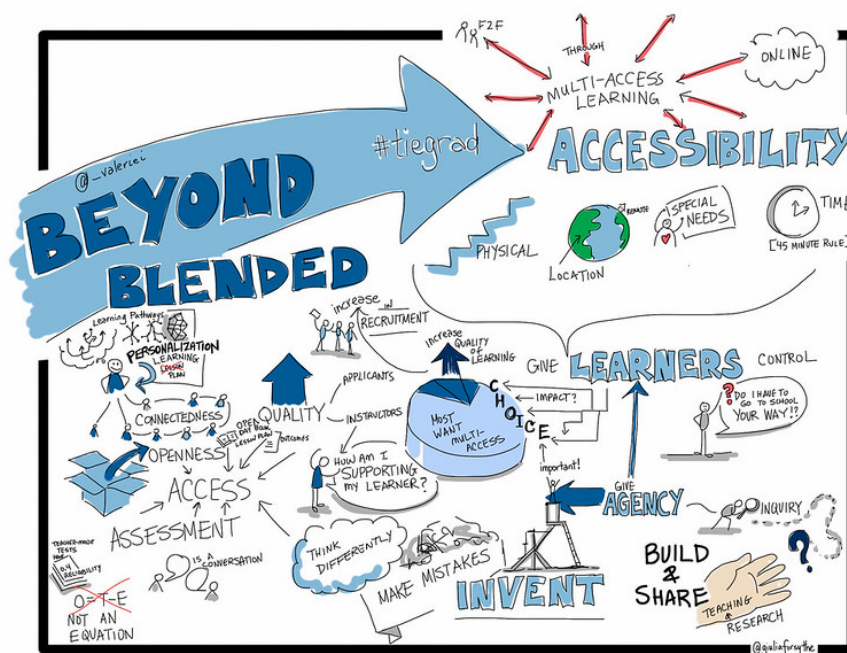 F2F
THROUGH
MULTI-ACCESS
LEARNING
ONLINE
#tiegrad
ACCESSIBILITY
@_valeriei
BEYOND
BLENDED
PHYSICAL
LOCATION
REMOTE
SPECIAL
NEEDS
TIME
[45 MINUTE RULE]
Learning Pathways
PERSONALIZATION
LEARNING
PLAN
CONNECTEDNESS
OPENNESS
ACCESS
ASSESSMENT
TEACHER-MADE
TESTS
HAVE
0.4
RELIABILITY
O=T-E
NOT AN
EQUATION
IS A
CONVERSATION
increase IN
RECRUITMENT
QUALITY
APPLICANTS
INSTRUCTORS
OPEN
LESSON PLAN
OUTCOMES
HOW AM I
SUPPORTING
MY LEARNER?
THINK
DIFFERENTLY
MAKE MISTAKES
increase
QUALITY
OF
LEARNING
MOST
WANT
MULTI-
ACCESS
CHOICE
IMPACT?
important!
GIVE
LEARNERS
CONTROL
?
DO I HAVE TO
GO TO SCHOOL
YOUR WAY!?
GIVE
AGENCY
INQUIRY
?
INVENT
BUILD
&
SHARE
TEACHING
RESEARCH
@giuliaforsythe